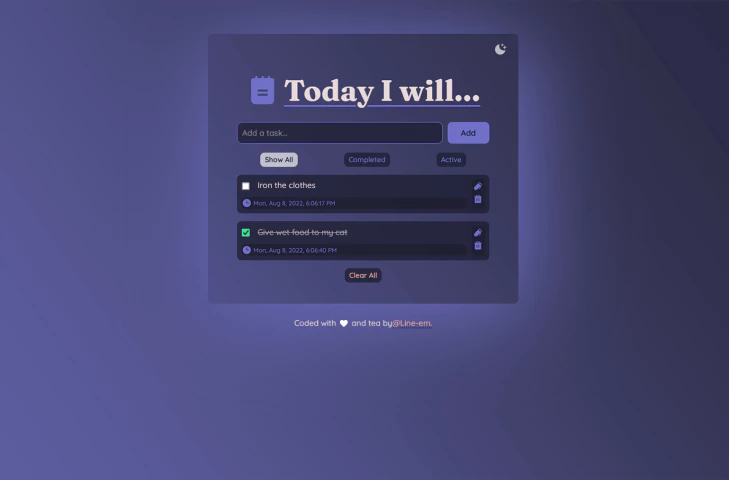 Today I will...
Add a task...
Add
Show All
Completed
Active
Iron the clothes
Mon, Aug 8, 2022, 6:06:17 PM
Give wet food to my cat
Mon, Aug 8, 2022, 6:06:40 PM
Clear All
Coded with and tea by@Line-em.